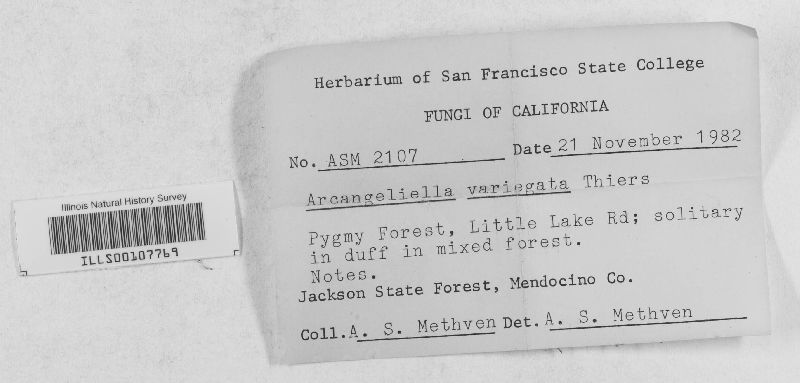 Herbarium of San Francisco State College
FUNGI OF CALIFORNIA
No. ASM 2107 Date 21 November 1982
Arcangeliella variegata Thiers
Pygmy Forest, Little Lake Rd; solitary
in duff in mixed forest.
Notes.
Jackson State Forest, Mendocino Co.
Coll. A. S. Methven Det. A. S. Methven
Illinois Natural History Survey
ILLS00107769